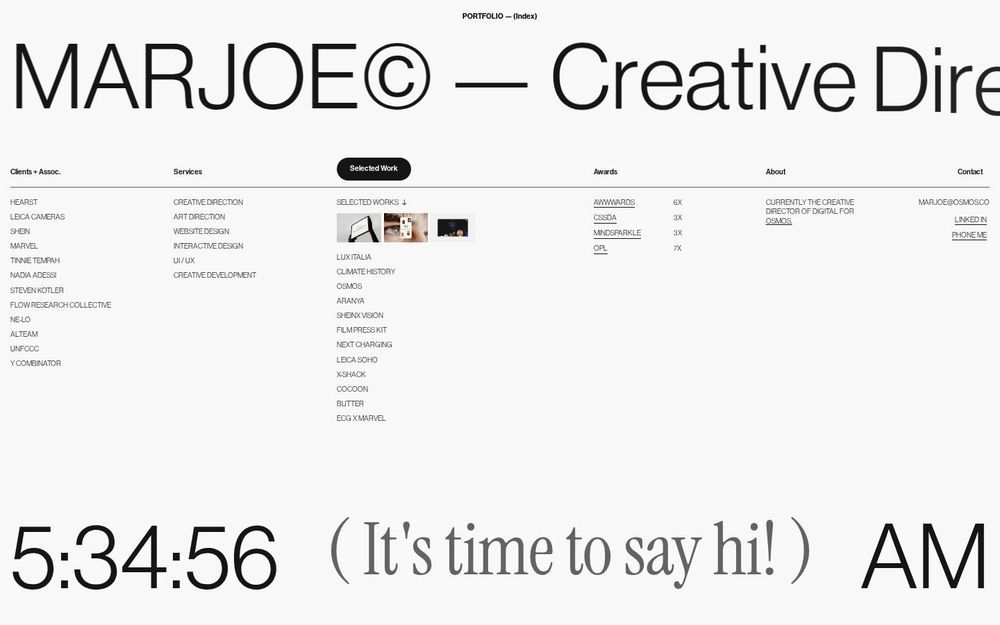 PORTFOLIO — (Index)
MARJOE© — Creative Dire
Clients + Assoc.
HEARST
LEICA CAMERAS
SHEIN
MARVEL
TINNIE TEMPAH
NADIA ADESSI
STEVEN KOTLER
FLOW RESEARCH COLLECTIVE
NE-LO
ALTEAM
UNFCCC
Y COMBINATOR
Services
CREATIVE DIRECTION
ART DIRECTION
WEBSITE DESIGN
INTERACTIVE DESIGN
UI / UX
CREATIVE DEVELOPMENT
Selected Work
SELECTED WORKS ↓
LUX ITALIA
CLIMATE HISTORY
OSMOS
ARANYA
SHEINX VISION
FILM PRESS KIT
NEXT CHARGING
LEICA SOHO
X-SHACK
COCOON
BUTTER
ECG X MARVEL
Awards
AWWWARDS 6X
CSSDA 3X
MINDSPARKLE 3X
OPL 7X
About
CURRENTLY THE CREATIVE
DIRECTOR OF DIGITAL FOR
OSMOS.
Contact
MARJOE@OSMOS.CO
LINKED IN
PHONE ME
5:34:56 ( It's time to say hi! ) AM